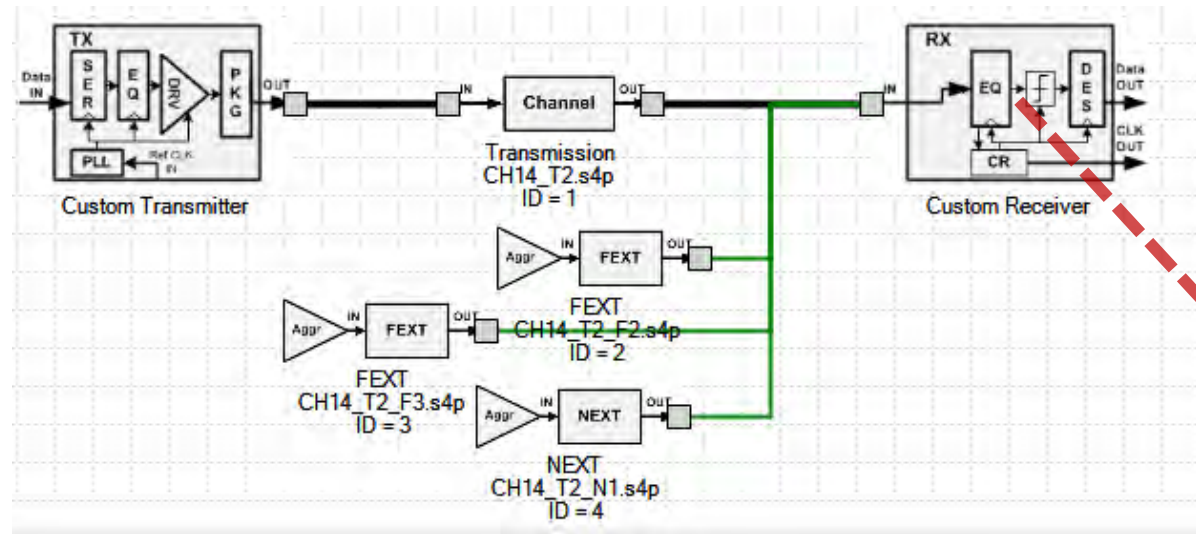 TX
Data
IN
SER
EQ
DRV
PKG
OUT
PLL
Ref CLK
IN
Custom Transmitter
IN
Channel
OUT
Transmission
CH14_T2.s4p
ID = 1
IN
RX
EQ
DES
Data
OUT
CLK
OUT
CR
Custom Receiver
Aggr
IN
FEXT
OUT
FEXT
CH14_T2_F2.s4p
ID = 2
Aggr
IN
FEXT
OUT
FEXT
CH14_T2_F3.s4p
ID = 3
Aggr
IN
NEXT
OUT
NEXT
CH14_T2_N1.s4p
ID = 4